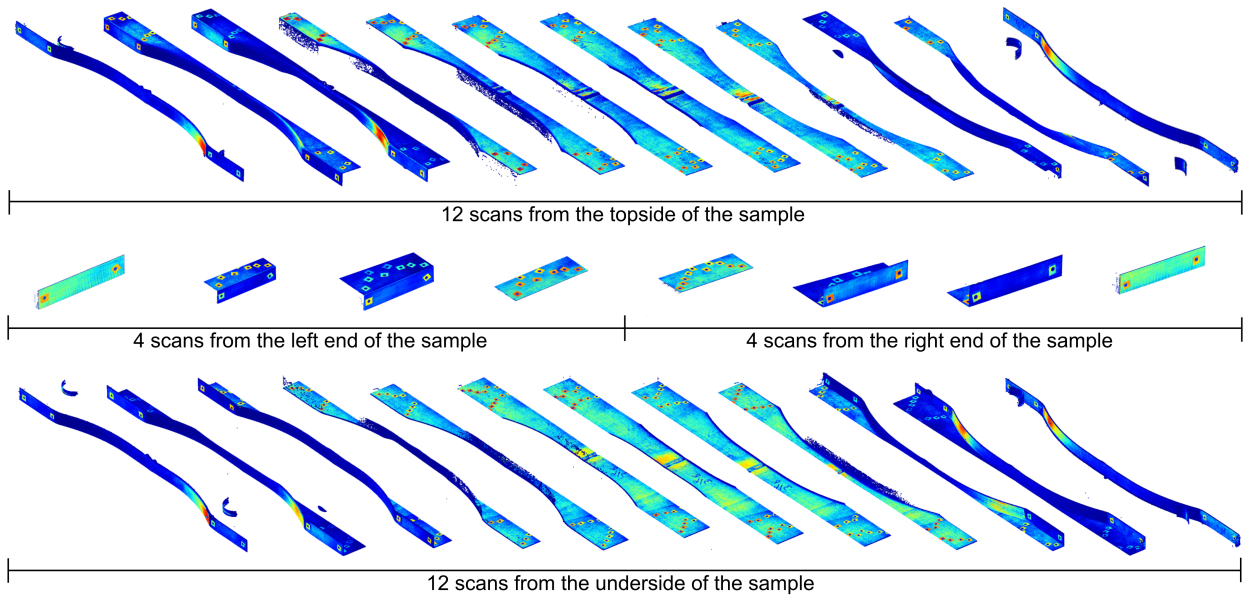 12 scans from the topside of the sample
4 scans from the left end of the sample
4 scans from the right end of the sample
12 scans from the underside of the sample